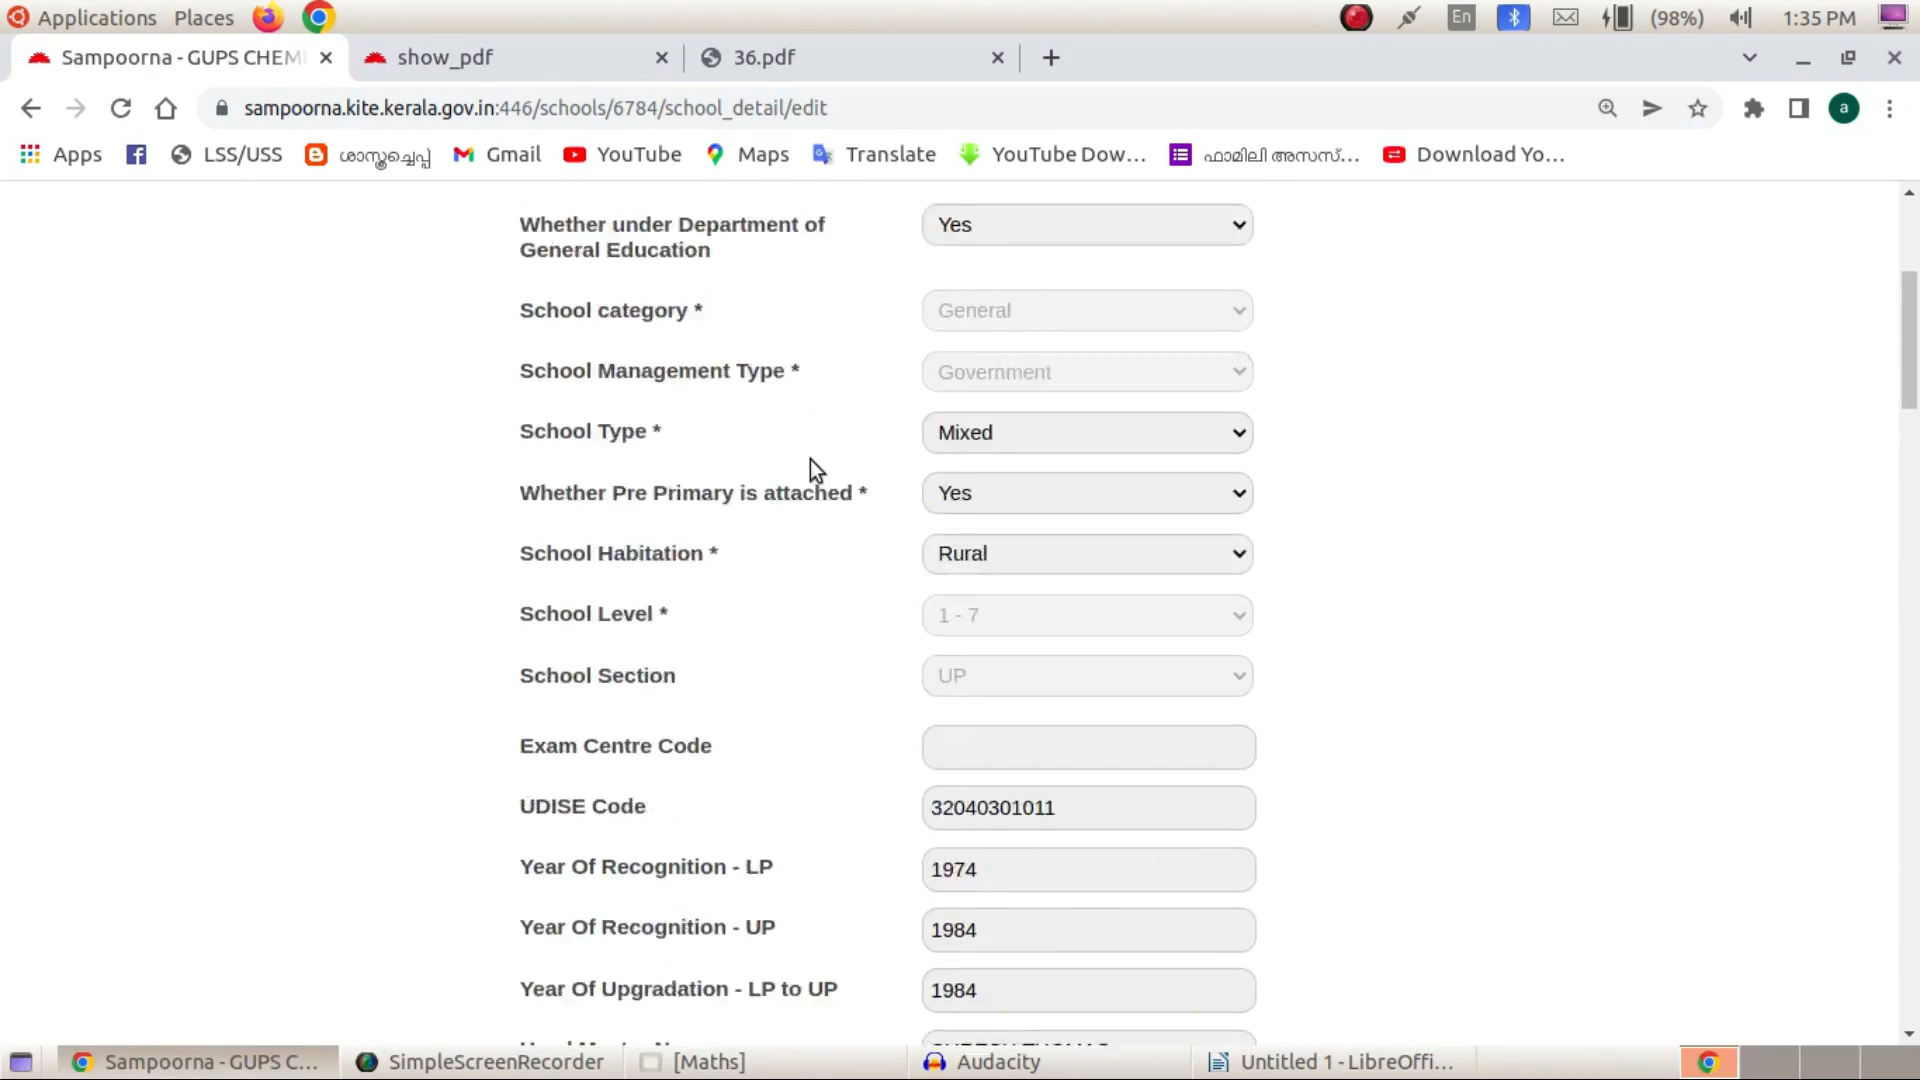 Applications Places En (98%) 1:35 PM
Sampoorna - GUPS CHEM show_pdf 36.pdf
sampoorna.kite.kerala.gov.in:446/schools/6784/school_detail/edit a
Apps LSS/USS ശാസ്ത്രച്ചെപ്പ് Gmail YouTube Maps Translate YouTube Dow... ഫാമിലി അസസ്... Download Yo...
Whether under Department of General Education Yes
School category * General
School Management Type * Government
School Type * Mixed
Whether Pre Primary is attached * Yes
School Habitation * Rural
School Level * 1 - 7
School Section UP
Exam Centre Code
UDISE Code 32040301011
Year Of Recognition - LP 1974
Year Of Recognition - UP 1984
Year Of Upgradation - LP to UP 1984
Sampoorna - GUPS C... SimpleScreenRecorder [Maths] Audacity Untitled 1 - LibreOffi...